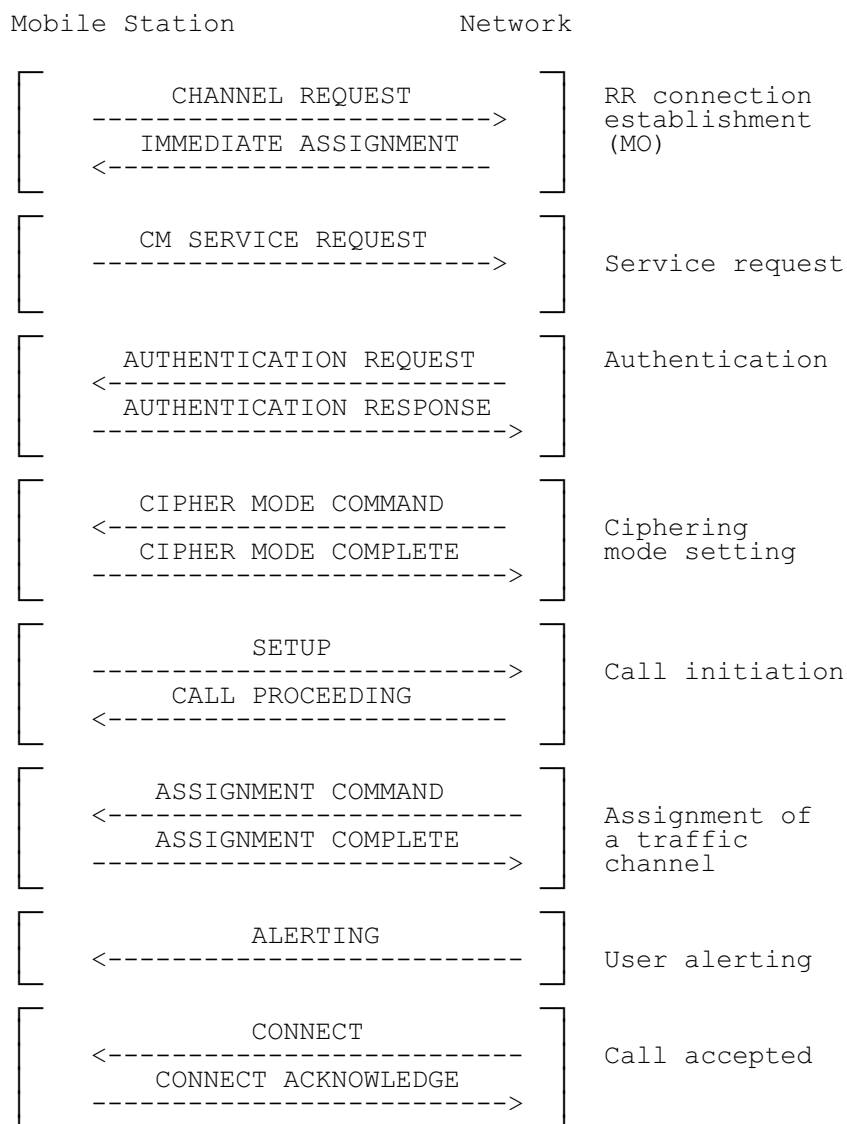 Mobile Station Network
CHANNEL REQUEST RR connection
-------------------------> establishment
IMMEDIATE ASSIGNMENT (MO)
<------------------------
CM SERVICE REQUEST
-------------------------> Service request
AUTHENTICATION REQUEST Authentication
<-------------------------
AUTHENTICATION RESPONSE
-------------------------->
CIPHER MODE COMMAND
<------------------------- Ciphering
CIPHER MODE COMPLETE mode setting
-------------------------->
SETUP
--------------------------> Call initiation
CALL PROCEEDING
<-------------------------
ASSIGNMENT COMMAND
<-------------------------- Assignment of
ASSIGNMENT COMPLETE a traffic
--------------------------> channel
ALERTING
<-------------------------- User alerting
CONNECT
<-------------------------- Call accepted
CONNECT ACKNOWLEDGE
-------------------------->